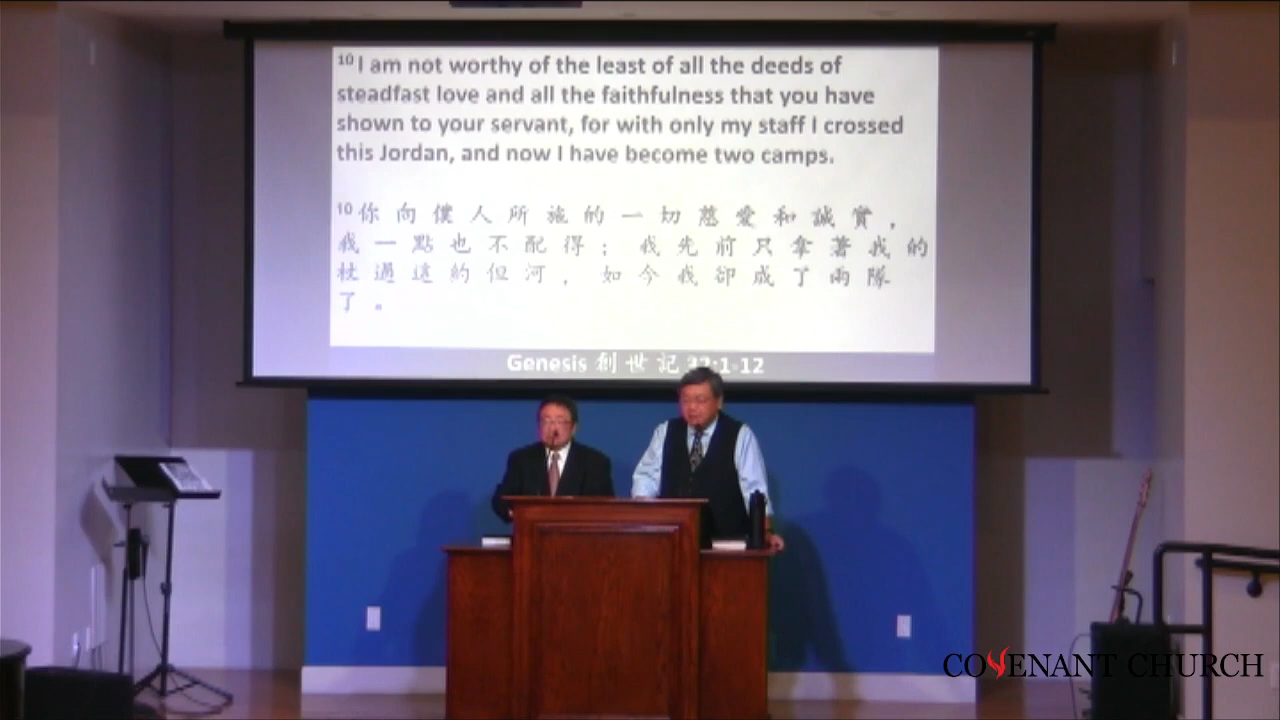 10 I am not worthy of the least of all the deeds of
steadfast love and all the faithfulness that you have
shown to your servant, for with only my staff I crossed
this Jordan, and now I have become two camps.
10 你向僕人所施的一切慈愛和誠實，
我一點也不配得；我先前只拿著我的
杖過這約但河，如今我卻成了兩隊
了。
Genesis 創世記 32:1-12
COVENANT CHURCH